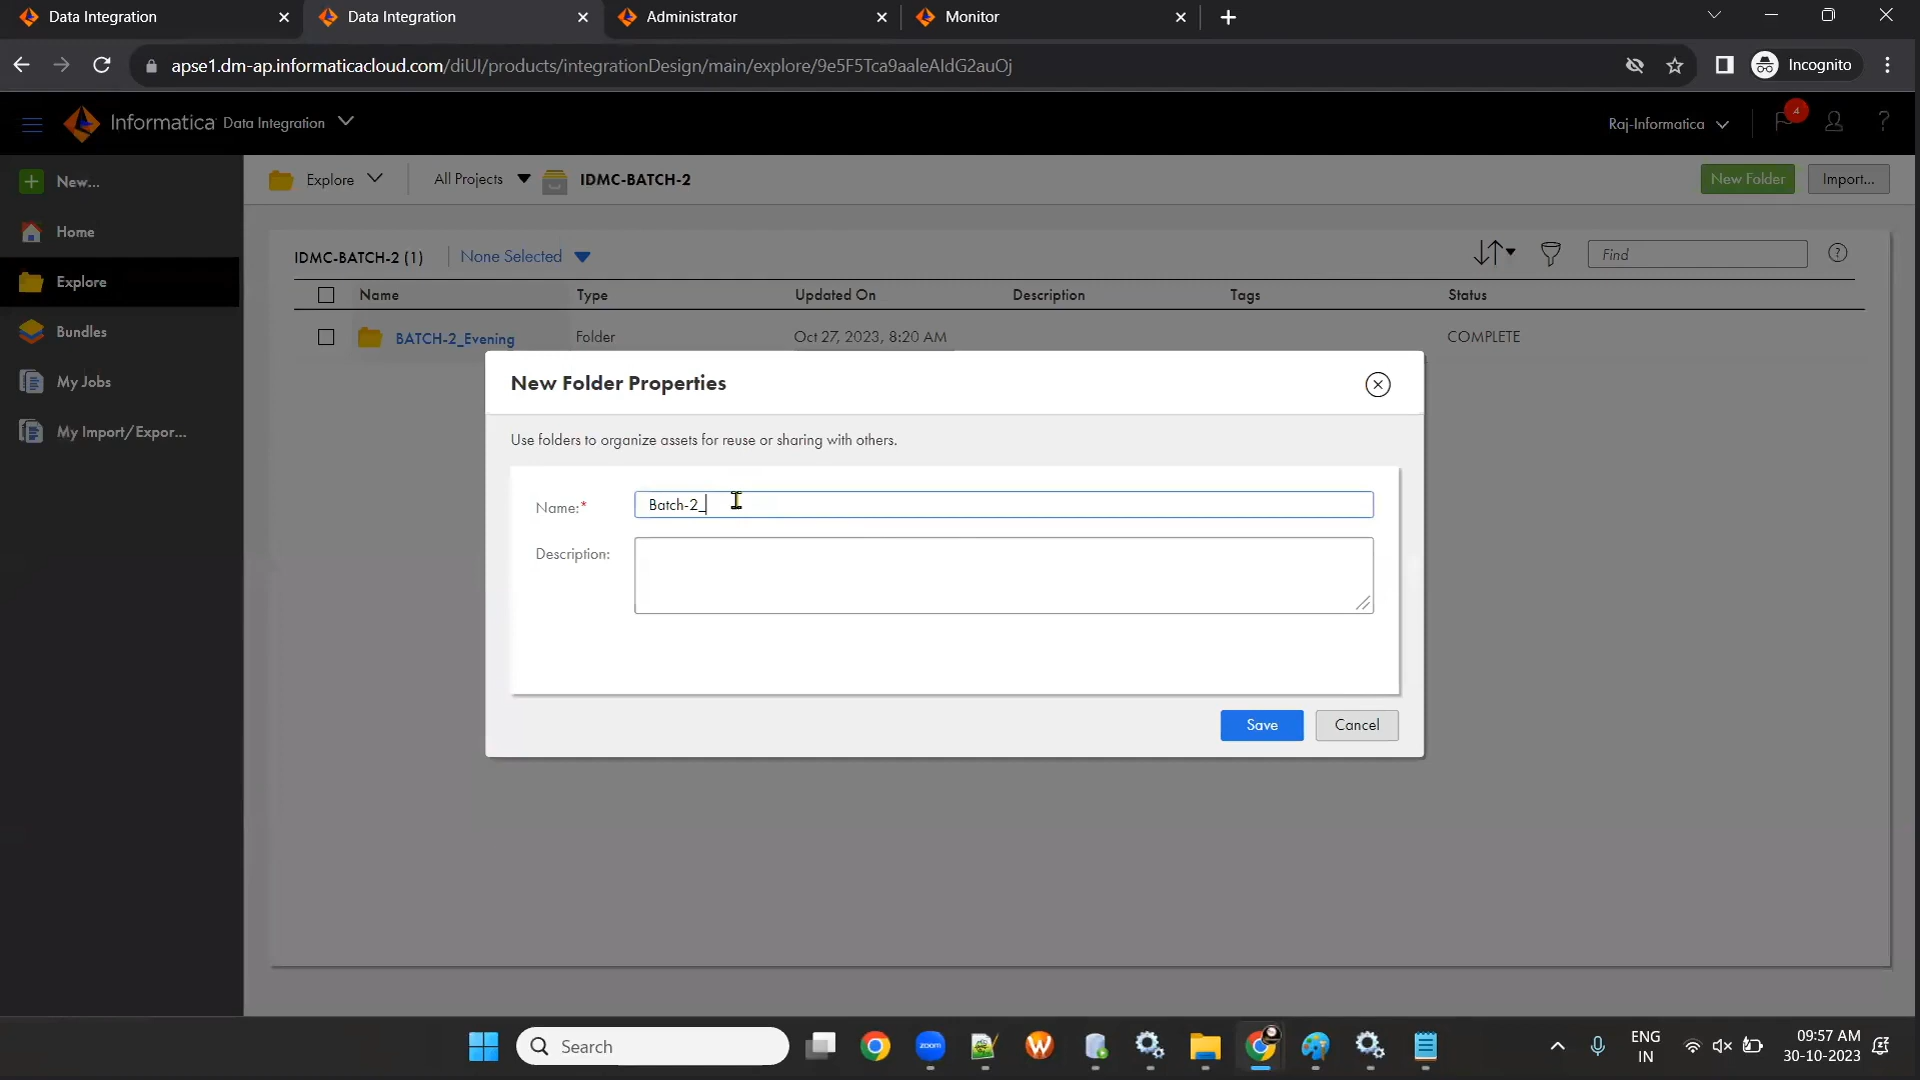 Data Integration
Data Integration
Administrator
Monitor
apse1.dm-ap.informaticacloud.com/diUI/products/integrationDesign/main/explore/9e5F5Tca9aaleAIdG2auOj
Incognito
Informatica Data Integration
Raj-Informatica
4
?
New...
Home
Explore
Bundles
My Jobs
My Import/Expor...
Explore
All Projects
IDMC-BATCH-2
New Folder
Import...
IDMC-BATCH-2 (1)
None Selected
Find
?
Name Type Updated On Description Tags Status
BATCH-2_Evening Folder Oct 27, 2023, 8:20 AM COMPLETE
New Folder Properties
Use folders to organize assets for reuse or sharing with others.
Name:* Batch-2_
Description:
Save Cancel
Search
zoom
W
ENG
IN
09:57 AM
30-10-2023